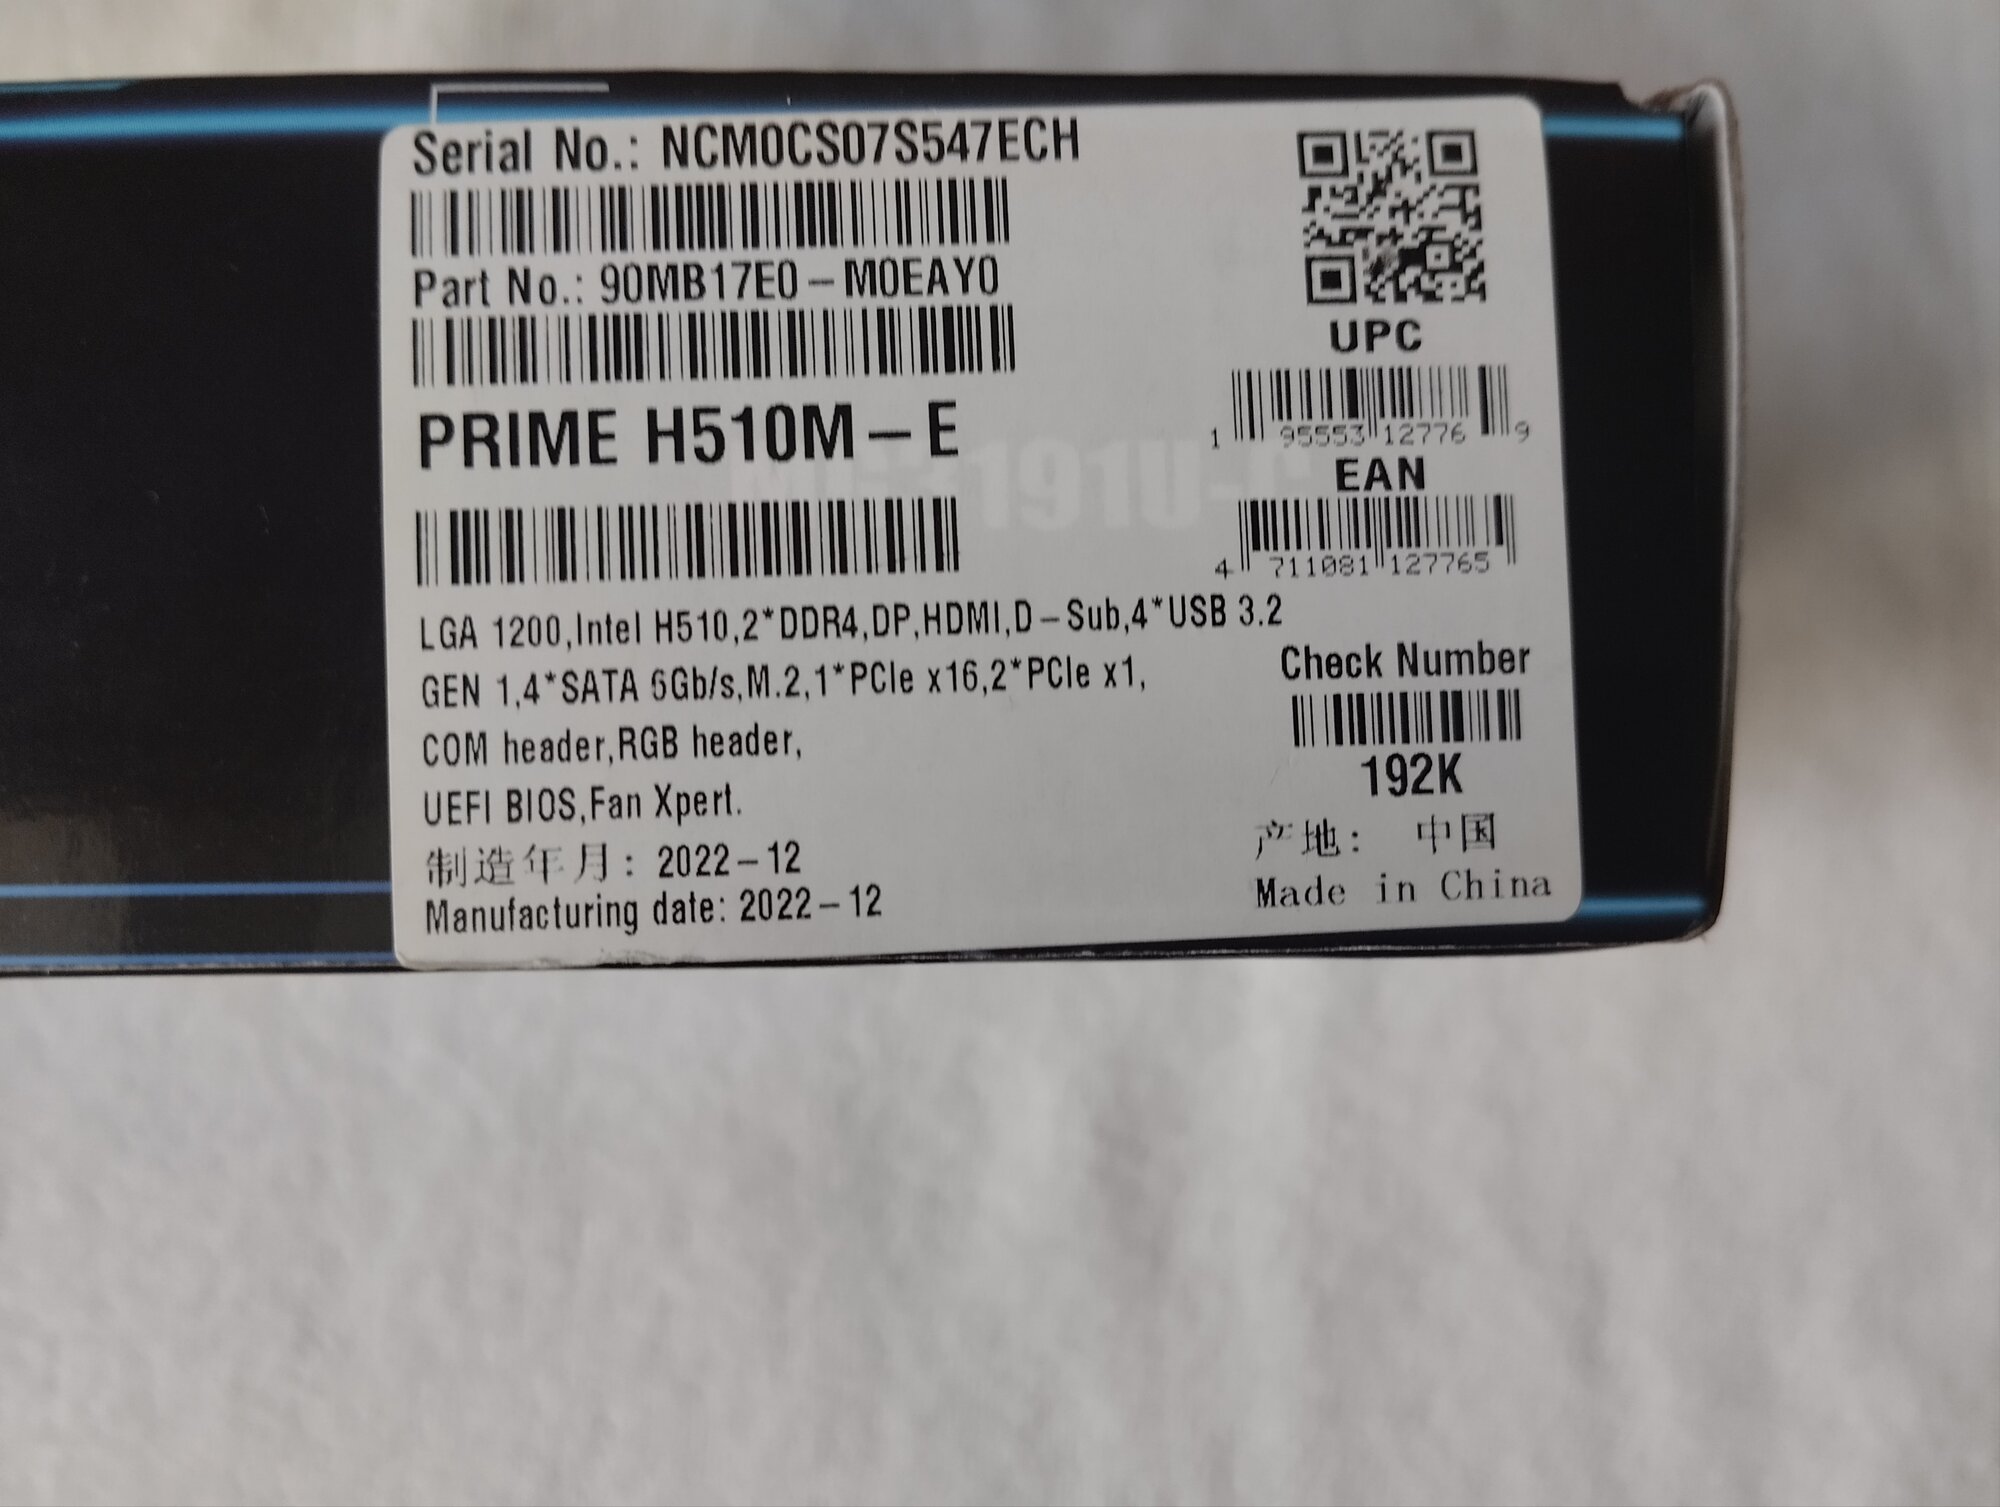 Serial No.: NCM0CS07S547ECH
Part No.: 90MB17E0-M0EAY0
PRIME H510M-E
LGA 1200,Intel H510,2*DDR4,DP,HDMI,D-Sub,4*USB 3.2
GEN 1,4*SATA 6Gb/s,M.2,1*PCIe x16,2*PCIe x1,
COM header,RGB header,
UEFI BIOS,Fan Xpert.
制造年月: 2022-12
Manufacturing date: 2022-12
UPC
1 95553 12776 9
EAN
4 711081 127765
Check Number
192K
产地: 中国
Made in China